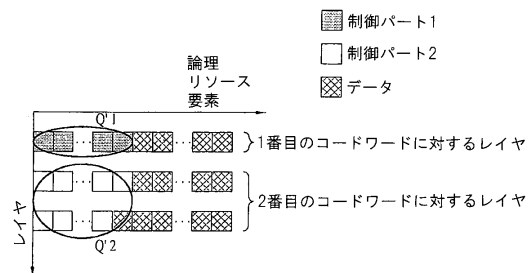 制御パート1
制御パート2
データ
論理
リソース
要素
Q'1
1番目のコードワードに対するレイヤ
2番目のコードワードに対するレイヤ
レイヤ
Q'2